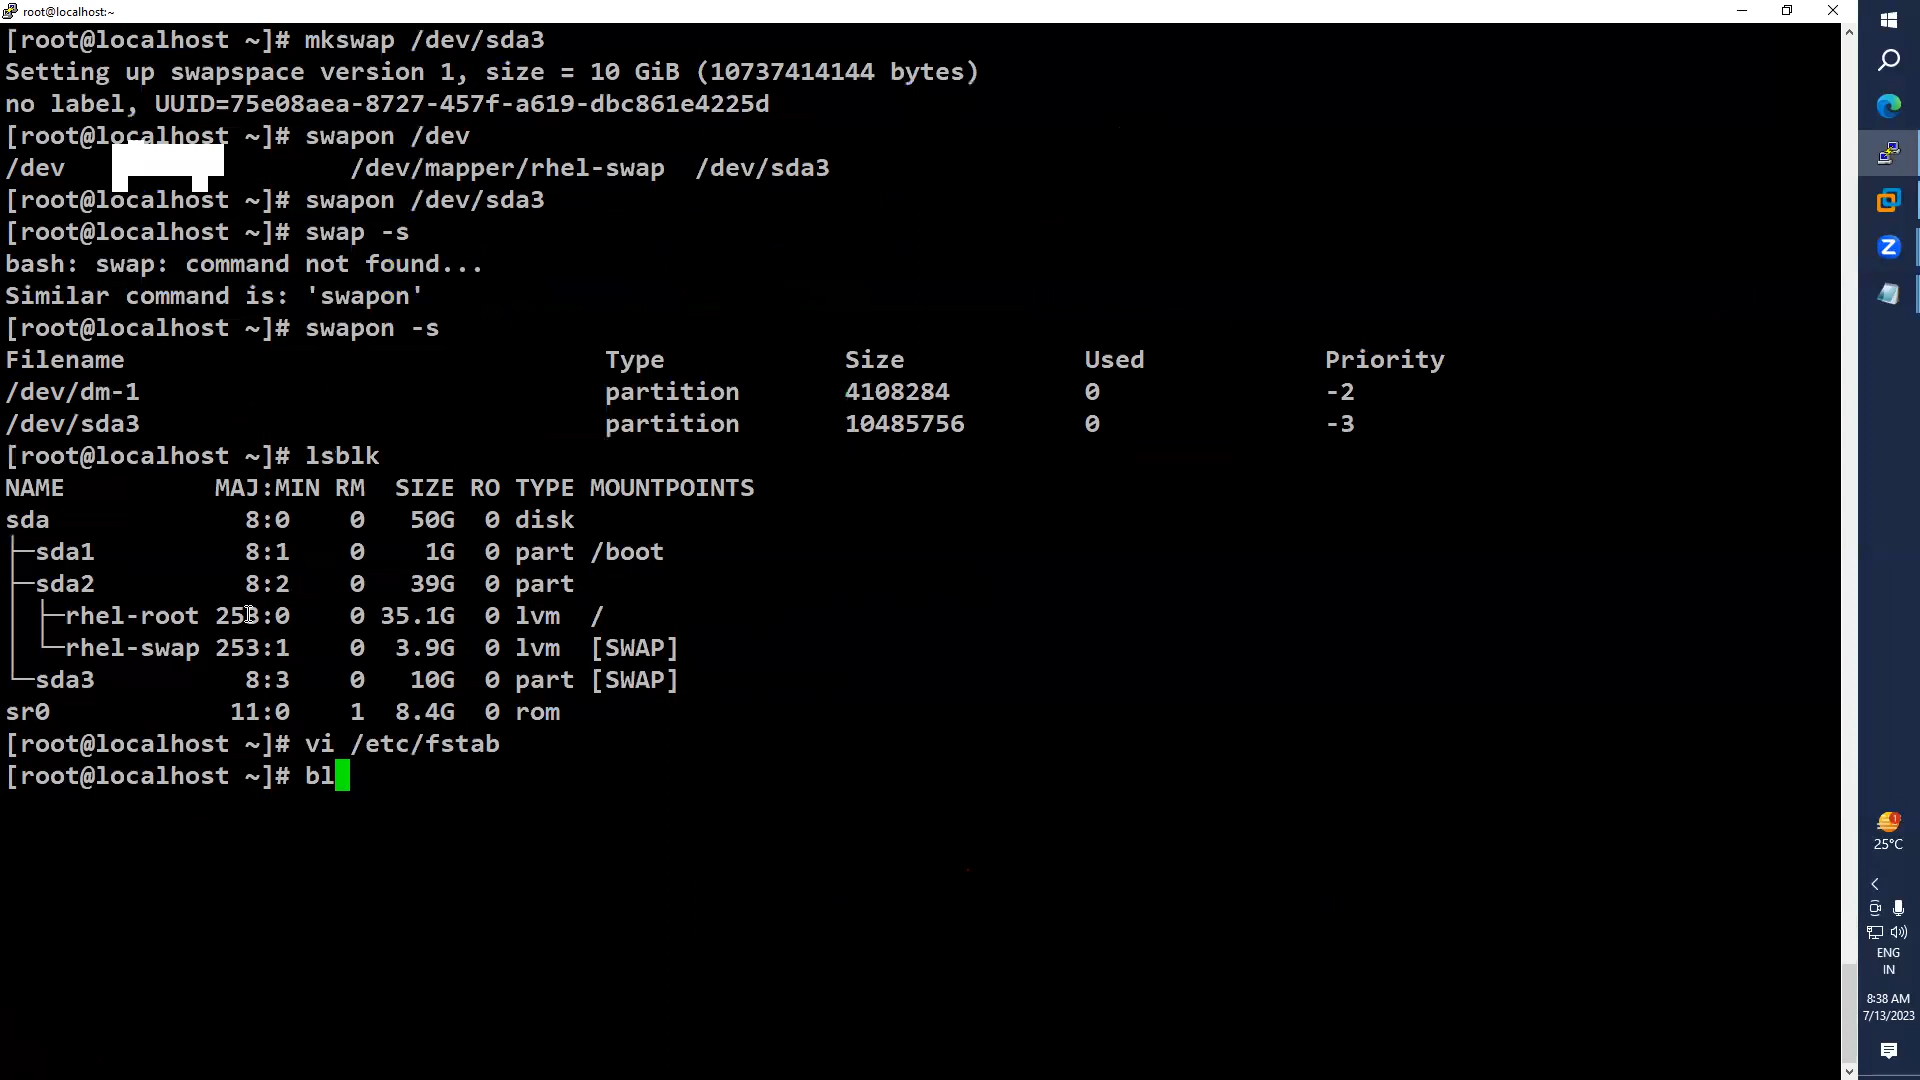 root@localhost:~
[root@localhost ~]# mkswap /dev/sda3
Setting up swapspace version 1, size = 10 GiB (10737414144 bytes)
no label, UUID=75e08aea-8727-457f-a619-dbc861e4225d
[root@localhost ~]# swapon /dev
/dev /dev/mapper/rhel-swap /dev/sda3
[root@localhost ~]# swapon /dev/sda3
[root@localhost ~]# swap -s
bash: swap: command not found...
Similar command is: 'swapon'
[root@localhost ~]# swapon -s
Filename Type Size Used Priority
/dev/dm-1 partition 4108284 0 -2
/dev/sda3 partition 10485756 0 -3
[root@localhost ~]# lsblk
NAME MAJ:MIN RM SIZE RO TYPE MOUNTPOINTS
sda 8:0 0 50G 0 disk
├─sda1 8:1 0 1G 0 part /boot
├─sda2 8:2 0 39G 0 part
│ ├─rhel-root 253:0 0 35.1G 0 lvm /
│ └─rhel-swap 253:1 0 3.9G 0 lvm [SWAP]
└─sda3 8:3 0 10G 0 part [SWAP]
sr0 11:0 1 8.4G 0 rom
[root@localhost ~]# vi /etc/fstab
[root@localhost ~]# bl
Z
1
25°C
ENG
IN
8:38 AM
7/13/2023